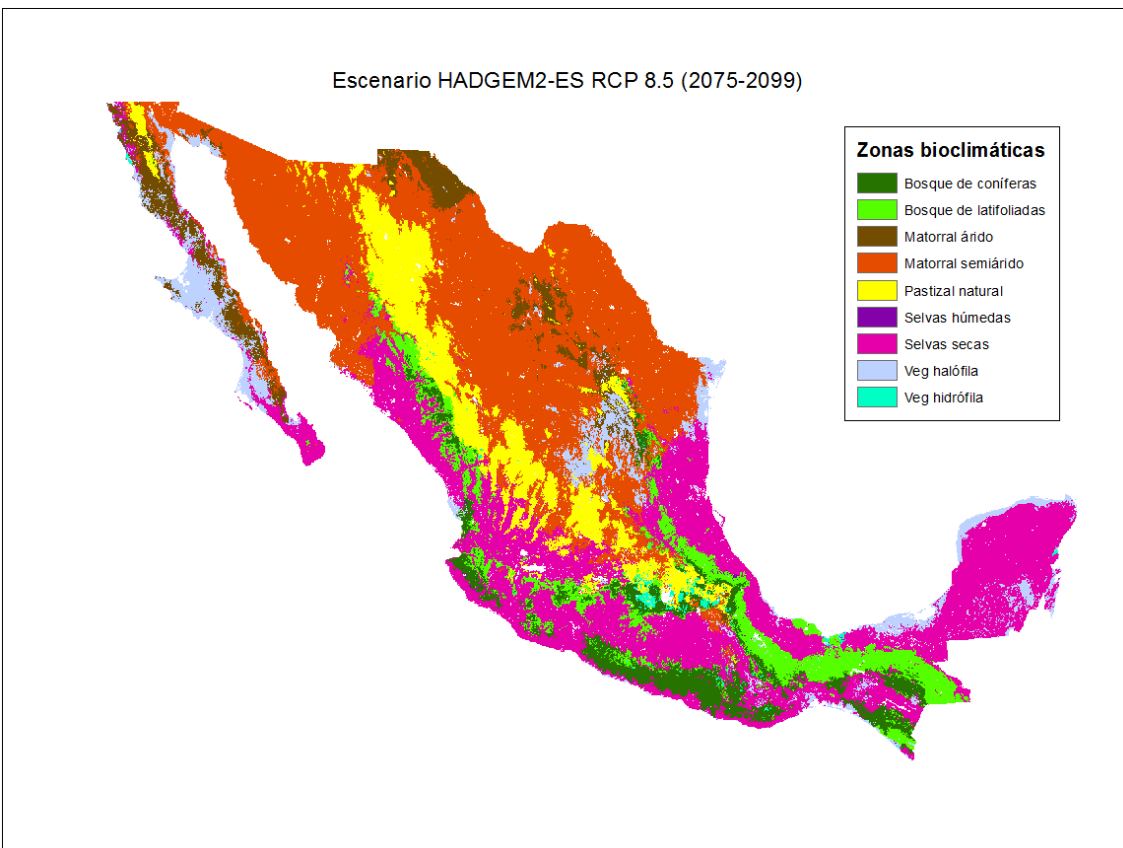 Escenario HADGEM2-ES RCP 8.5 (2075-2099)
Zonas bioclimáticas
Bosque de coníferas
Bosque de latifoliadas
Matorral árido
Matorral semiárido
Pastizal natural
Selvas húmedas
Selvas secas
Veg halófila
Veg hidrófila